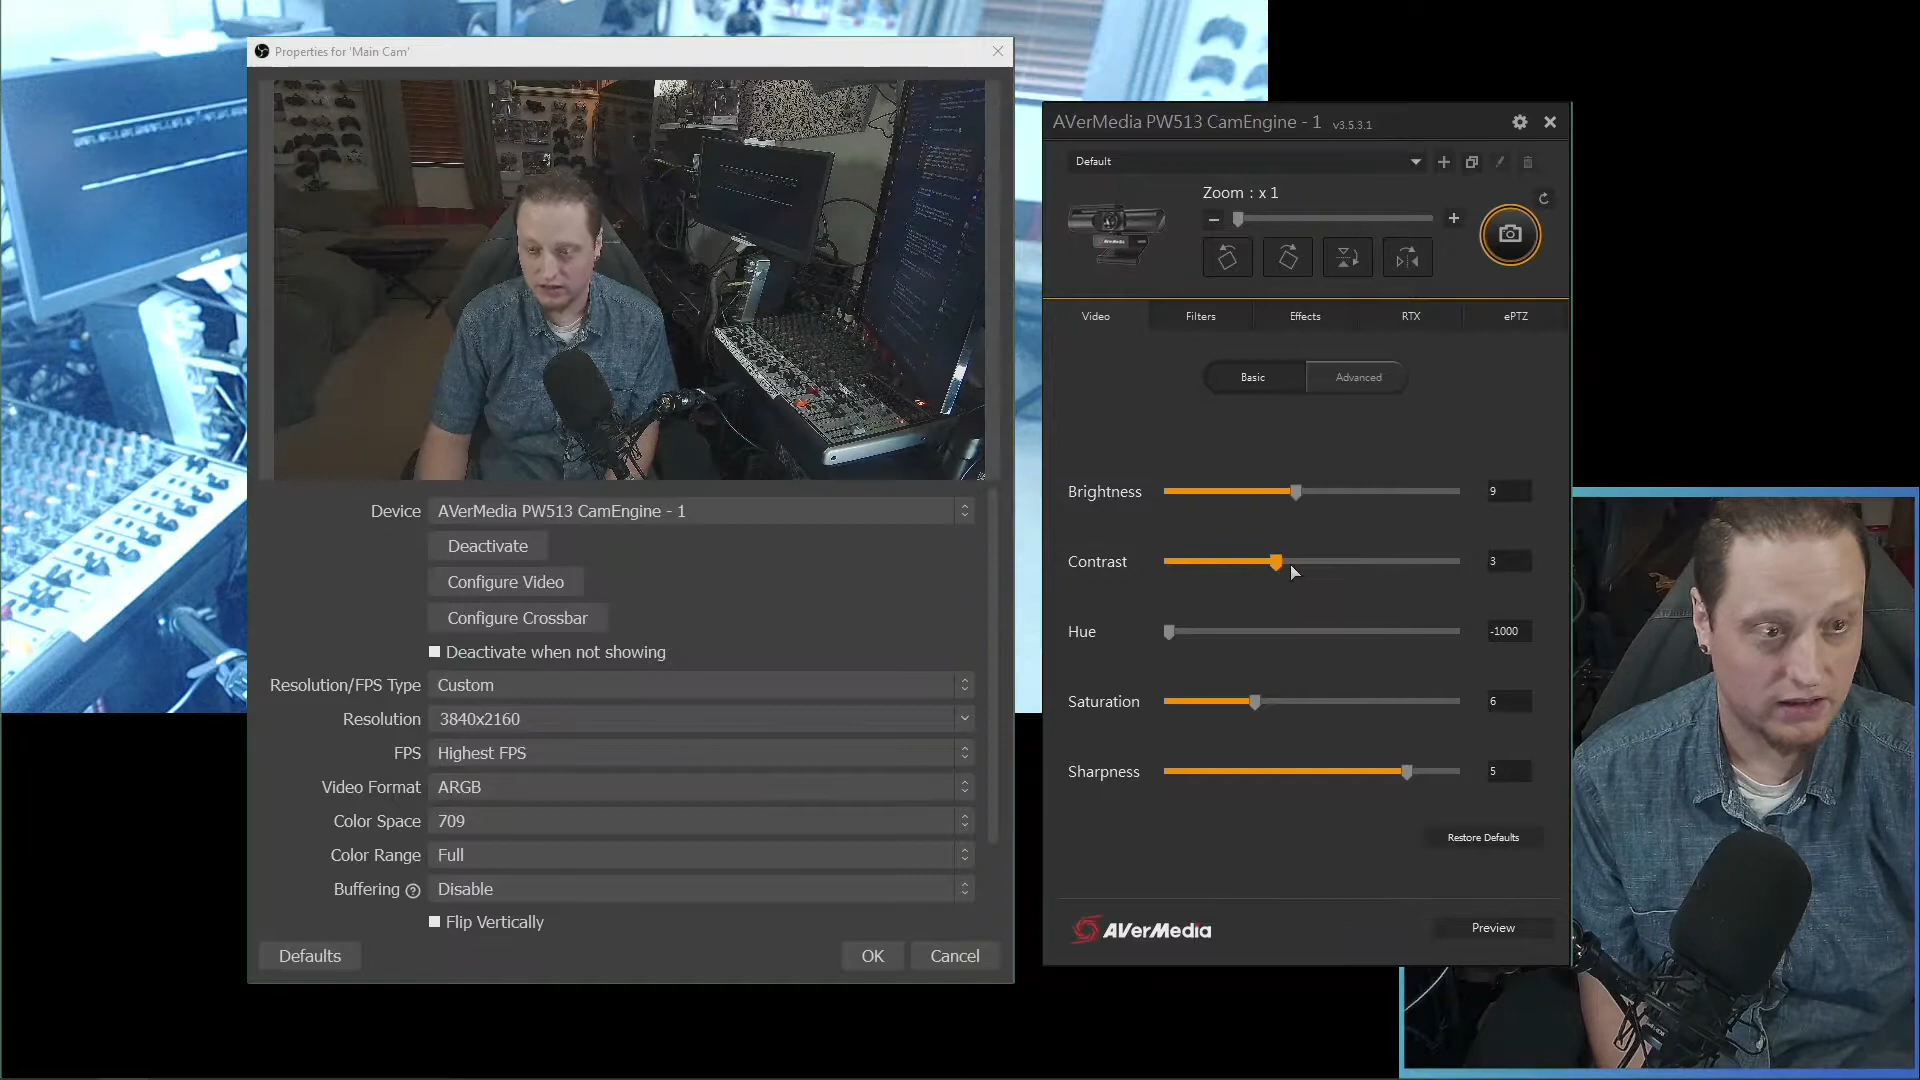 Properties for 'Main Cam'
Device
AVerMedia PW513 CamEngine - 1
Deactivate
Configure Video
Configure Crossbar
Deactivate when not showing
Resolution/FPS Type
Custom
Resolution
3840x2160
FPS
Highest FPS
Video Format
ARGB
Color Space
709
Color Range
Full
Buffering
Disable
Flip Vertically
Defaults
OK
Cancel
AVerMedia PW513 CamEngine - 1 v3.5.3.1
Default
Zoom : x 1
Video
Filters
Effects
RTX
ePTZ
Basic
Advanced
Brightness
9
Contrast
3
Hue
-1000
Saturation
6
Sharpness
5
Restore Defaults
AVerMedia
Preview